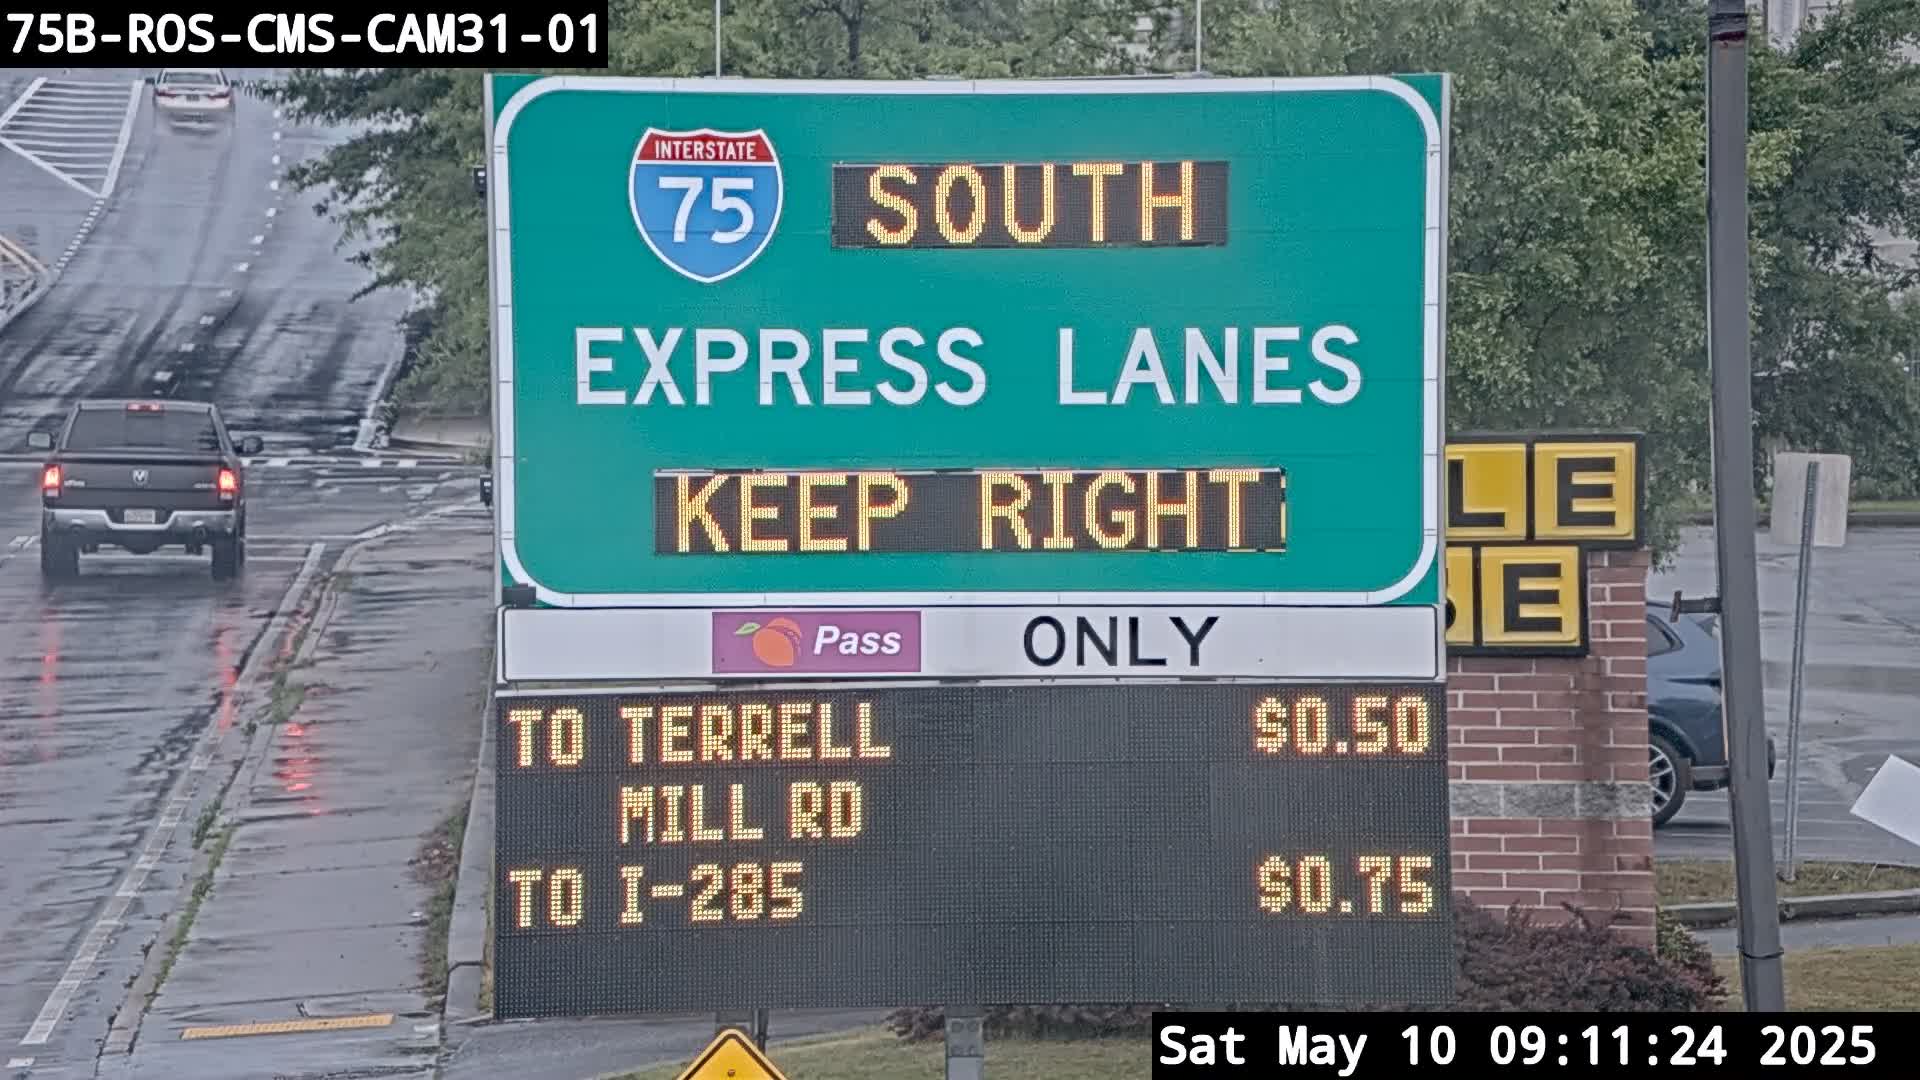 75B-ROS-CMS-CAM31-01
INTERSTATE
75
SOUTH
EXPRESS LANES
KEEP RIGHT
Pass ONLY
TO TERRELL $0.50
MILL RD
TO I-285 $0.75
LE
E
Sat May 10 09:11:24 2025